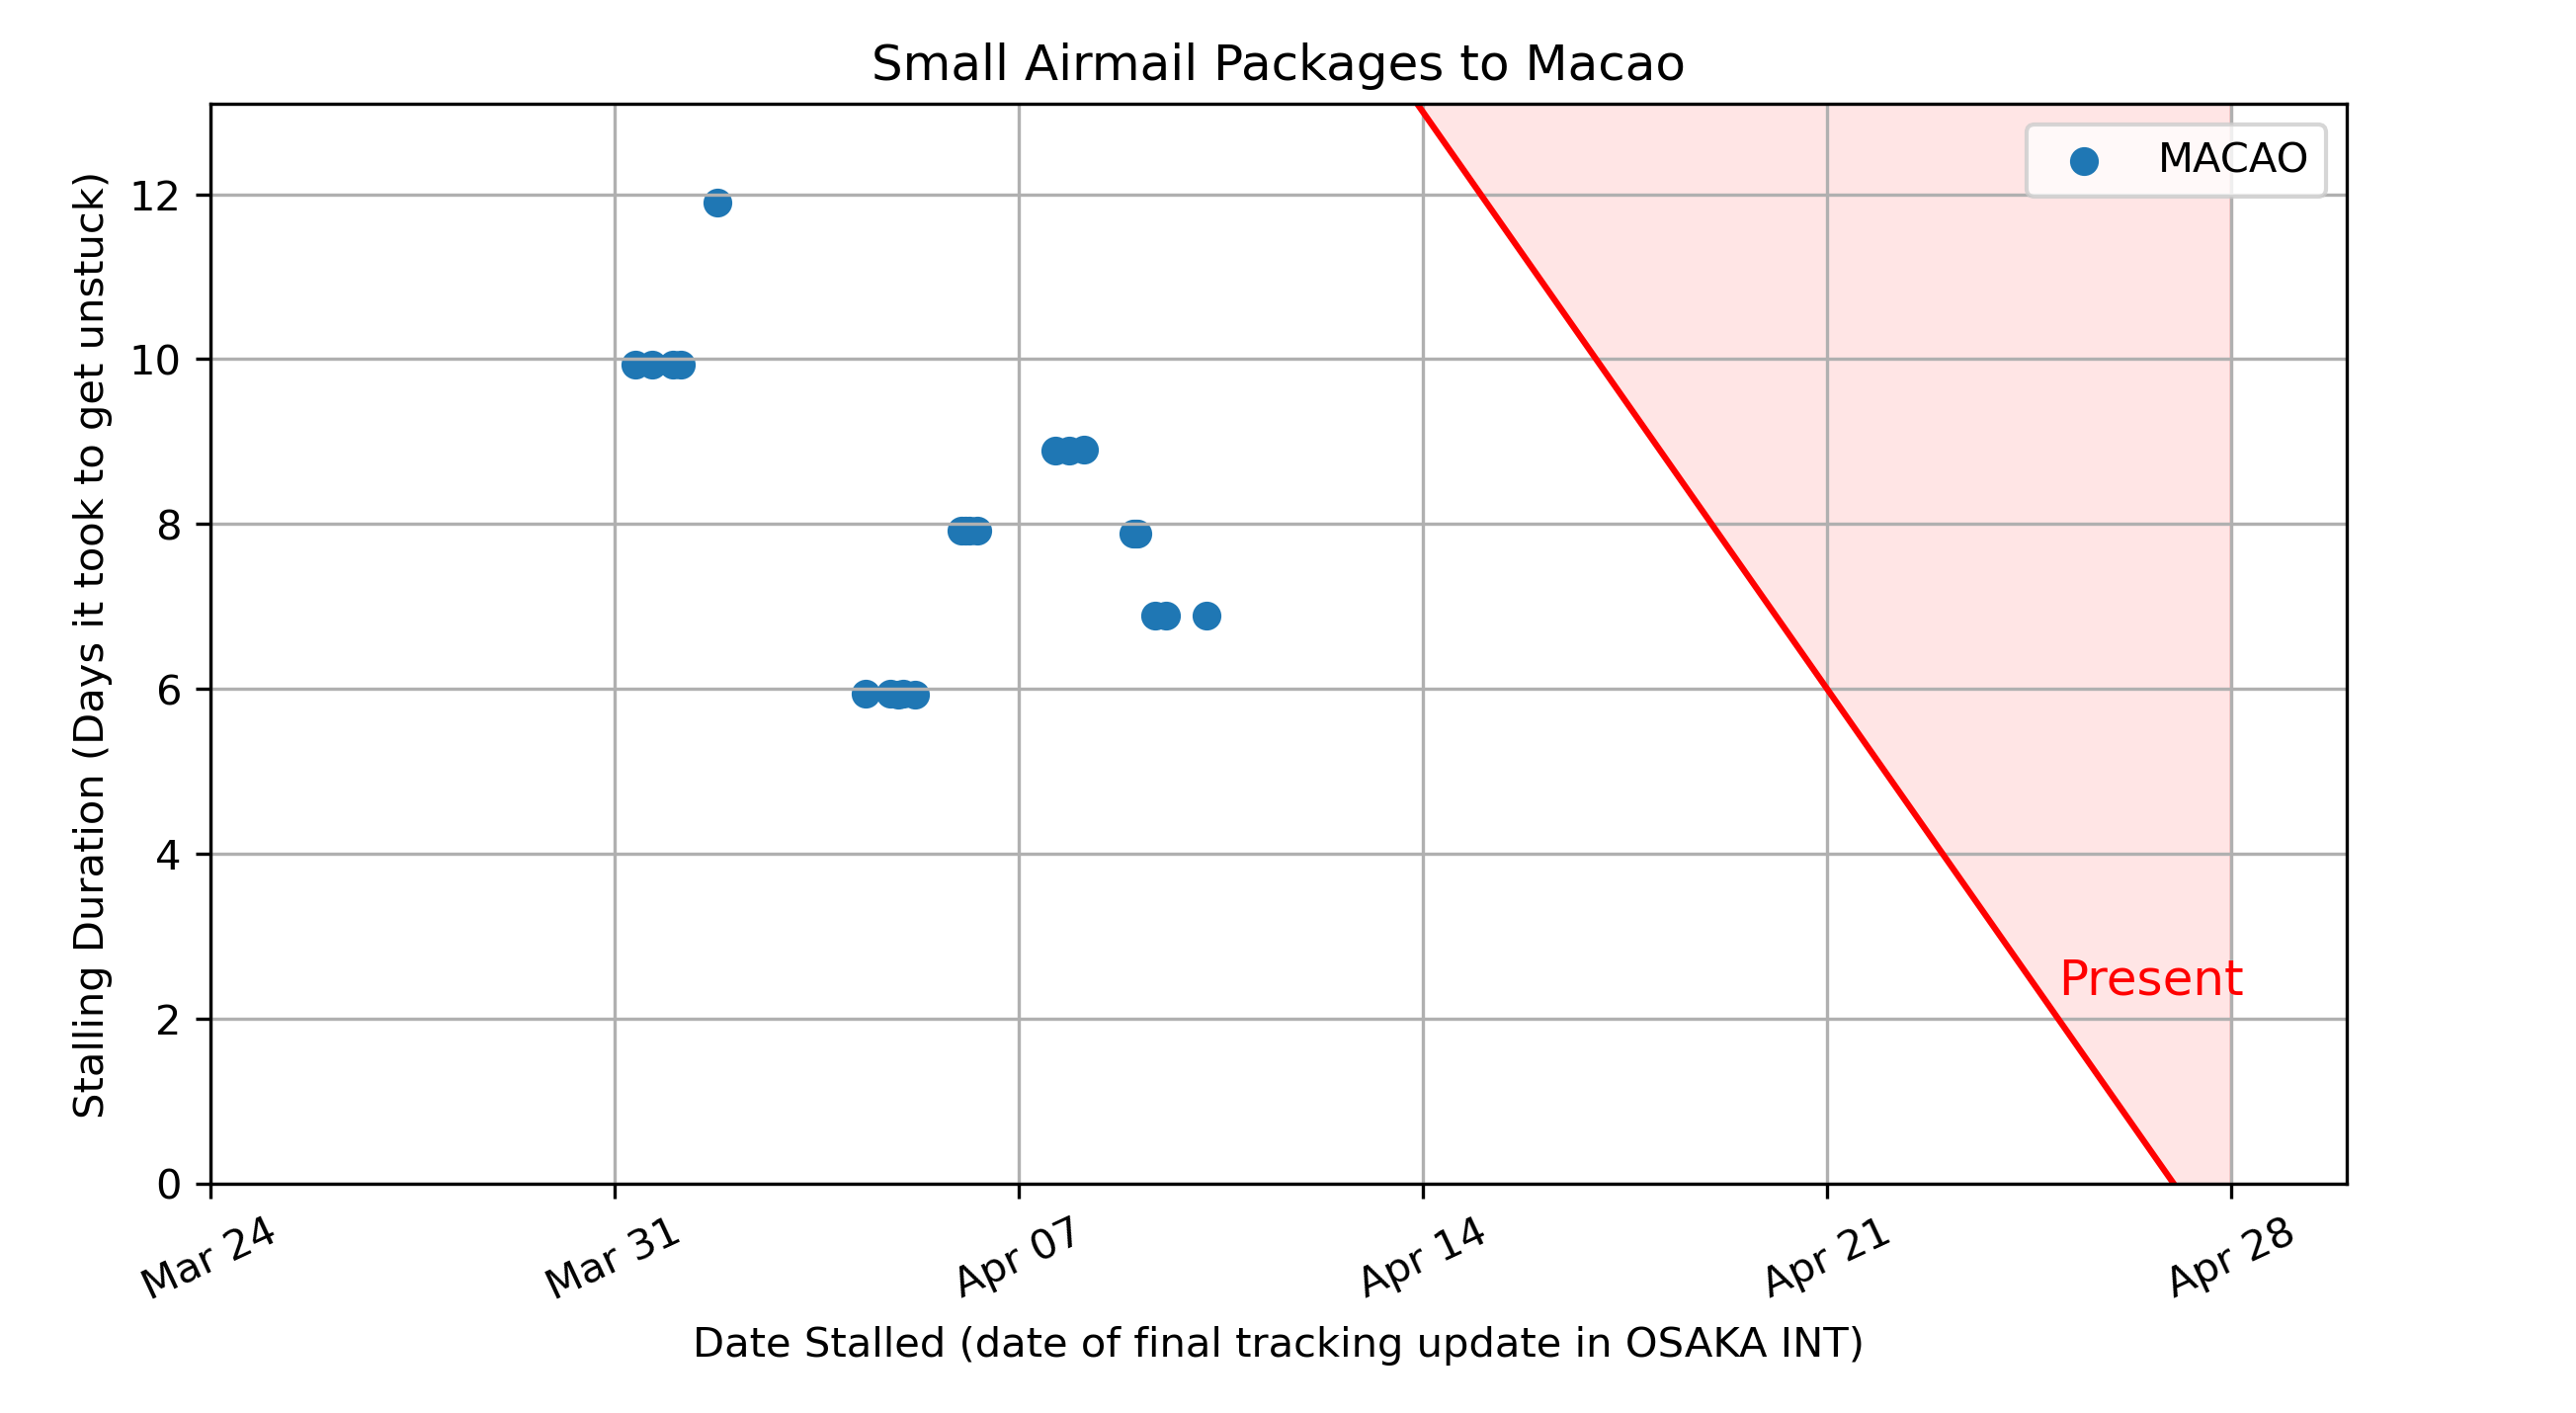 Small Airmail Packages to Macao
MACAO
Stalling Duration (Days it took to get unstuck)
12
10
8
6
4
2
0
Present
Mar 24
Mar 31
Apr 07
Apr 14
Apr 21
Apr 28
Date Stalled (date of final tracking update in OSAKA INT)